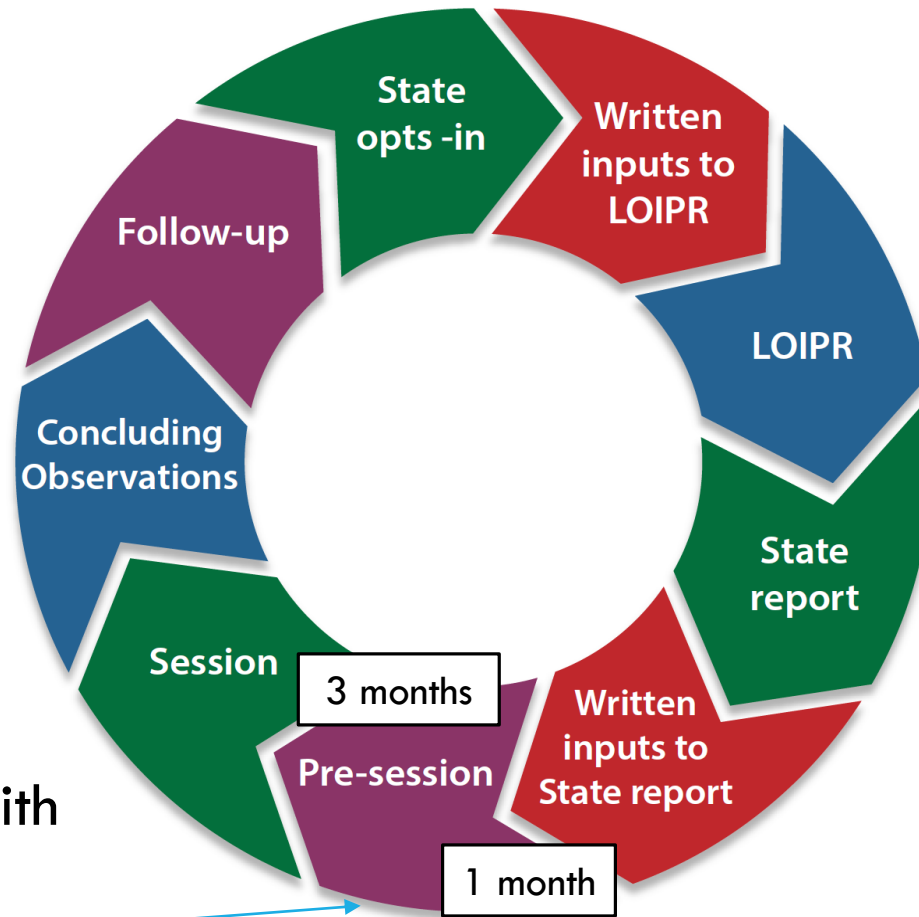 State
opts -in
Written
inputs to
LOIPR
LOIPR
State
report
Written
inputs to
State report
1 month
Pre-session
3 months
Session
Concluding
Observations
Follow-up
ith